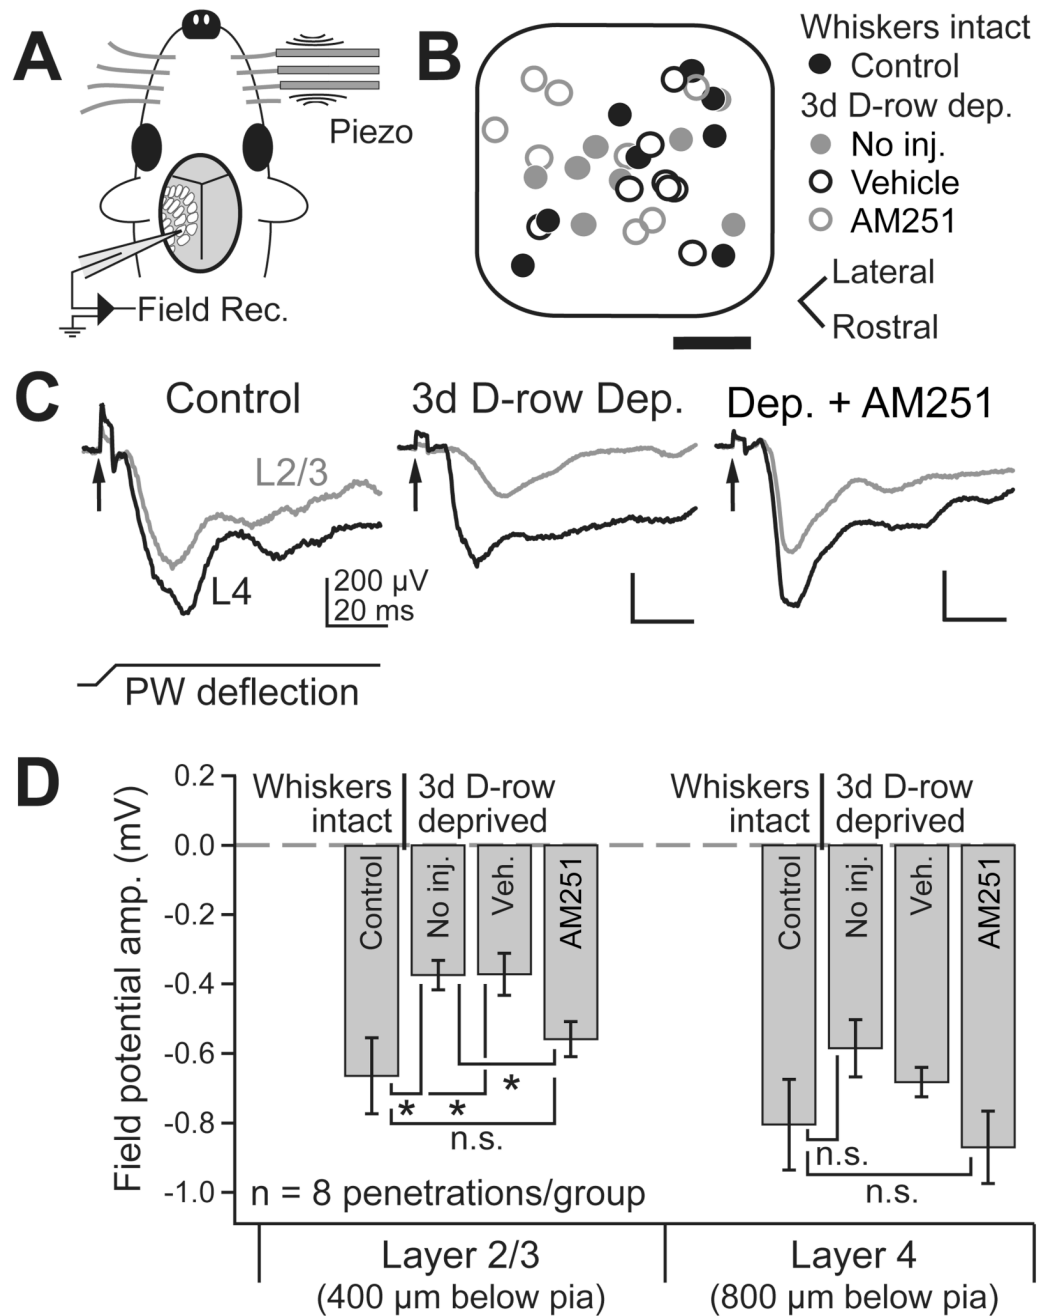 A
Piezo
Field Rec.
B
Whiskers intact
Control
3d D-row dep.
No inj.
Vehicle
AM251
Lateral
Rostral
C
Control
3d D-row Dep.
Dep. + AM251
L2/3
L4
200 µV
20 ms
PW deflection
D
Field potential amp. (mV)
0.2
0.0
-0.2
-0.4
-0.6
-0.8
-1.0
Whiskers
intact
3d D-row
deprived
Control
No inj.
Veh.
AM251
*
*
*
n.s.
n = 8 penetrations/group
Layer 2/3
(400 µm below pia)
Whiskers
intact
3d D-row
deprived
Control
No inj.
Veh.
AM251
n.s.
n.s.
Layer 4
(800 µm below pia)